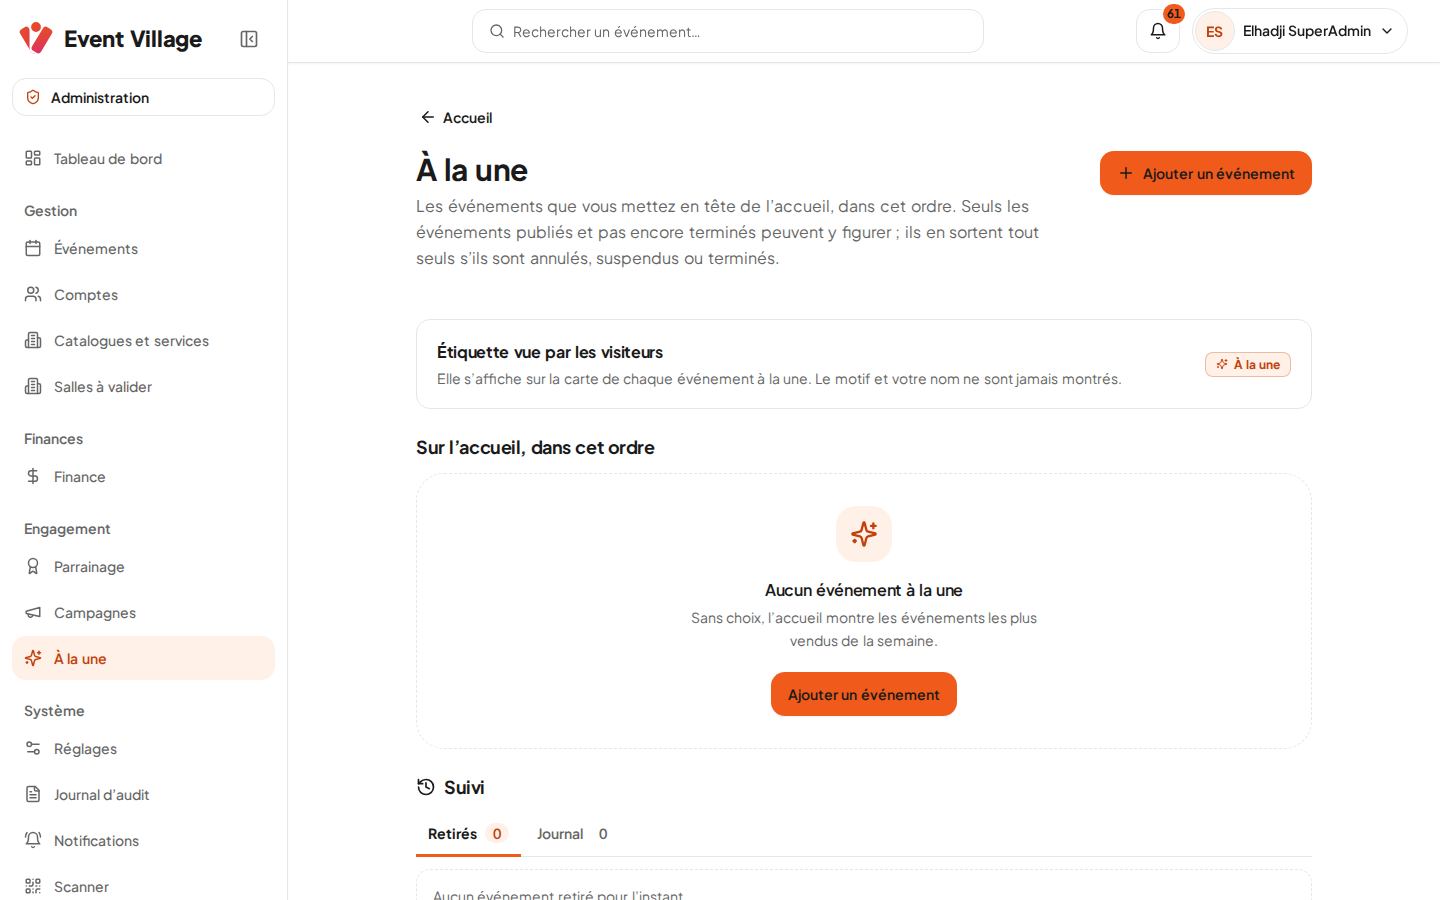 Event Village
Rechercher un événement...
61
ES
Elhadji SuperAdmin
Administration
Tableau de bord
Gestion
Événements
Comptes
Catalogues et services
Salles à valider
Finances
Finance
Engagement
Parrainage
Campagnes
À la une
Système
Réglages
Journal d’audit
Notifications
Scanner
Accueil
À la une
Ajouter un événement
Les événements que vous mettez en tête de l’accueil, dans cet ordre. Seuls les
événements publiés et pas encore terminés peuvent y figurer ; ils en sortent tout
seuls s’ils sont annulés, suspendus ou terminés.
Étiquette vue par les visiteurs
Elle s’affiche sur la carte de chaque événement à la une. Le motif et votre nom ne sont jamais montrés.
À la une
Sur l’accueil, dans cet ordre
Aucun événement à la une
Sans choix, l’accueil montre les événements les plus
vendus de la semaine.
Ajouter un événement
Suivi
Retirés 0
Journal 0
Aucun événement retiré pour l’instant